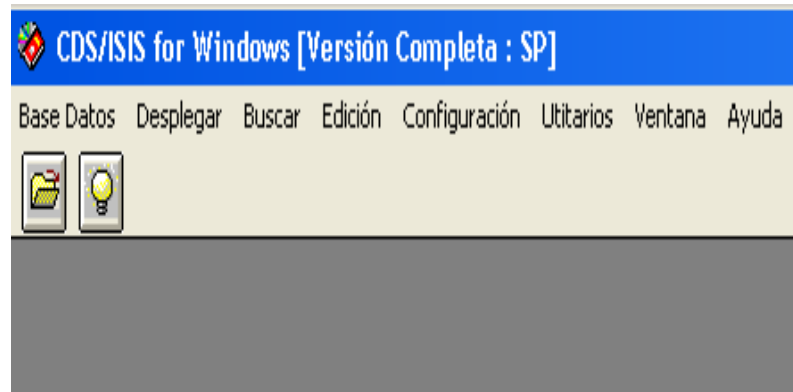 CDS/ISIS for Windows [Versión Completa : SP]
Base Datos Desplegar Buscar Edición Configuración Utitarios Ventana Ayuda